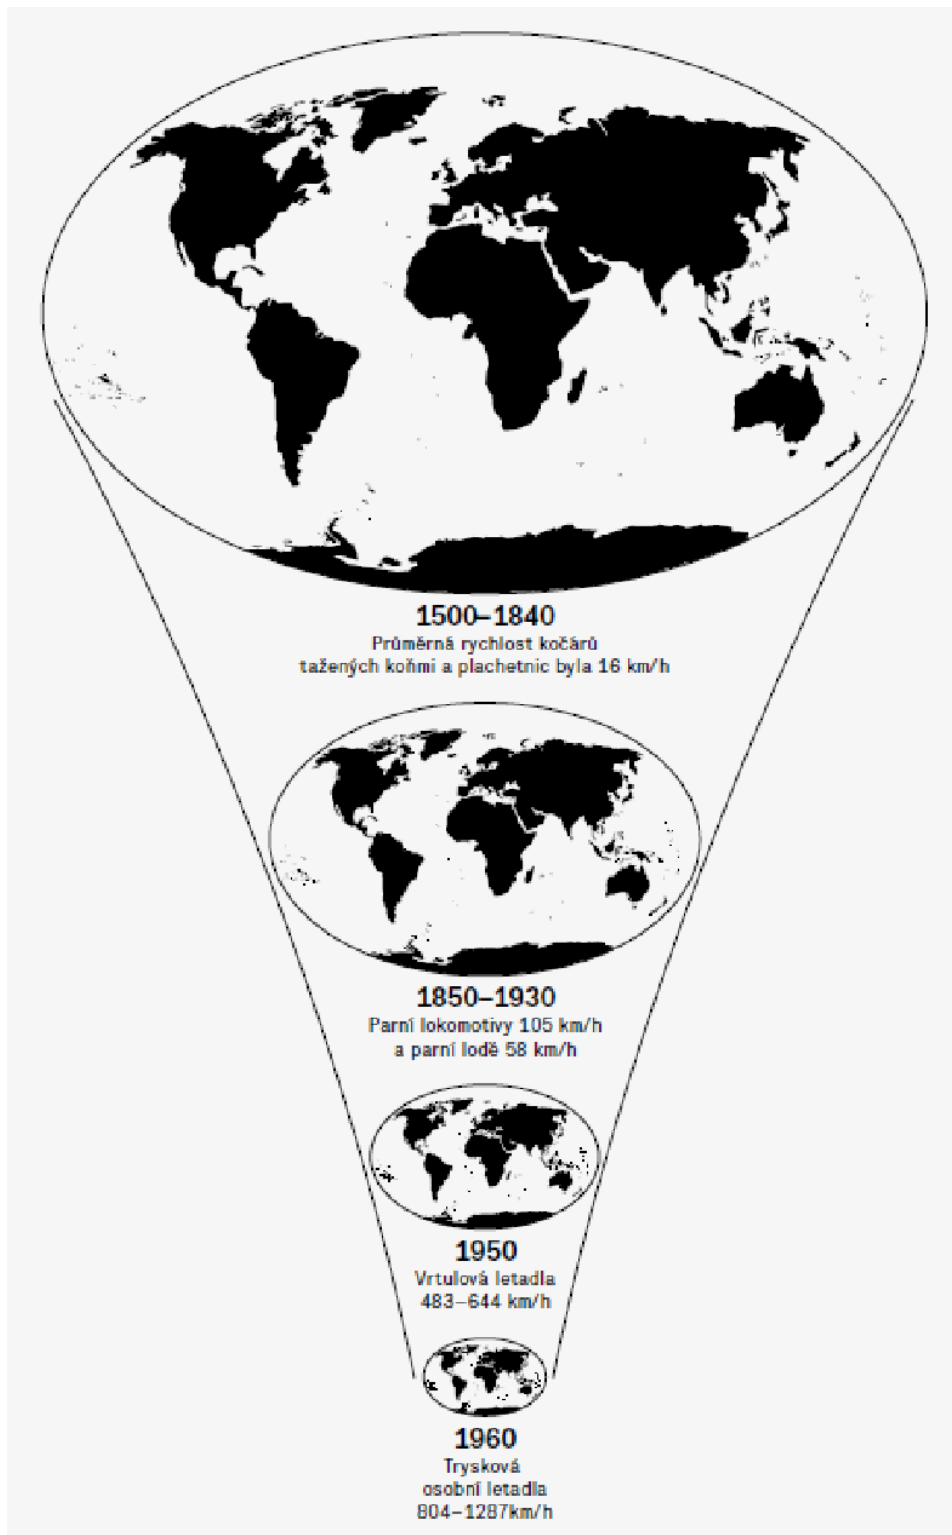 1500–1840
Průměrná rychlost kočárů
tažených koňmi a plachetnic byla 16 km/h
1850–1930
Parní lokomotivy 105 km/h
a parní lodě 58 km/h
1950
Vrtulová letadla
483–644 km/h
1960
Trysková
osobní letadla
804–1287km/h